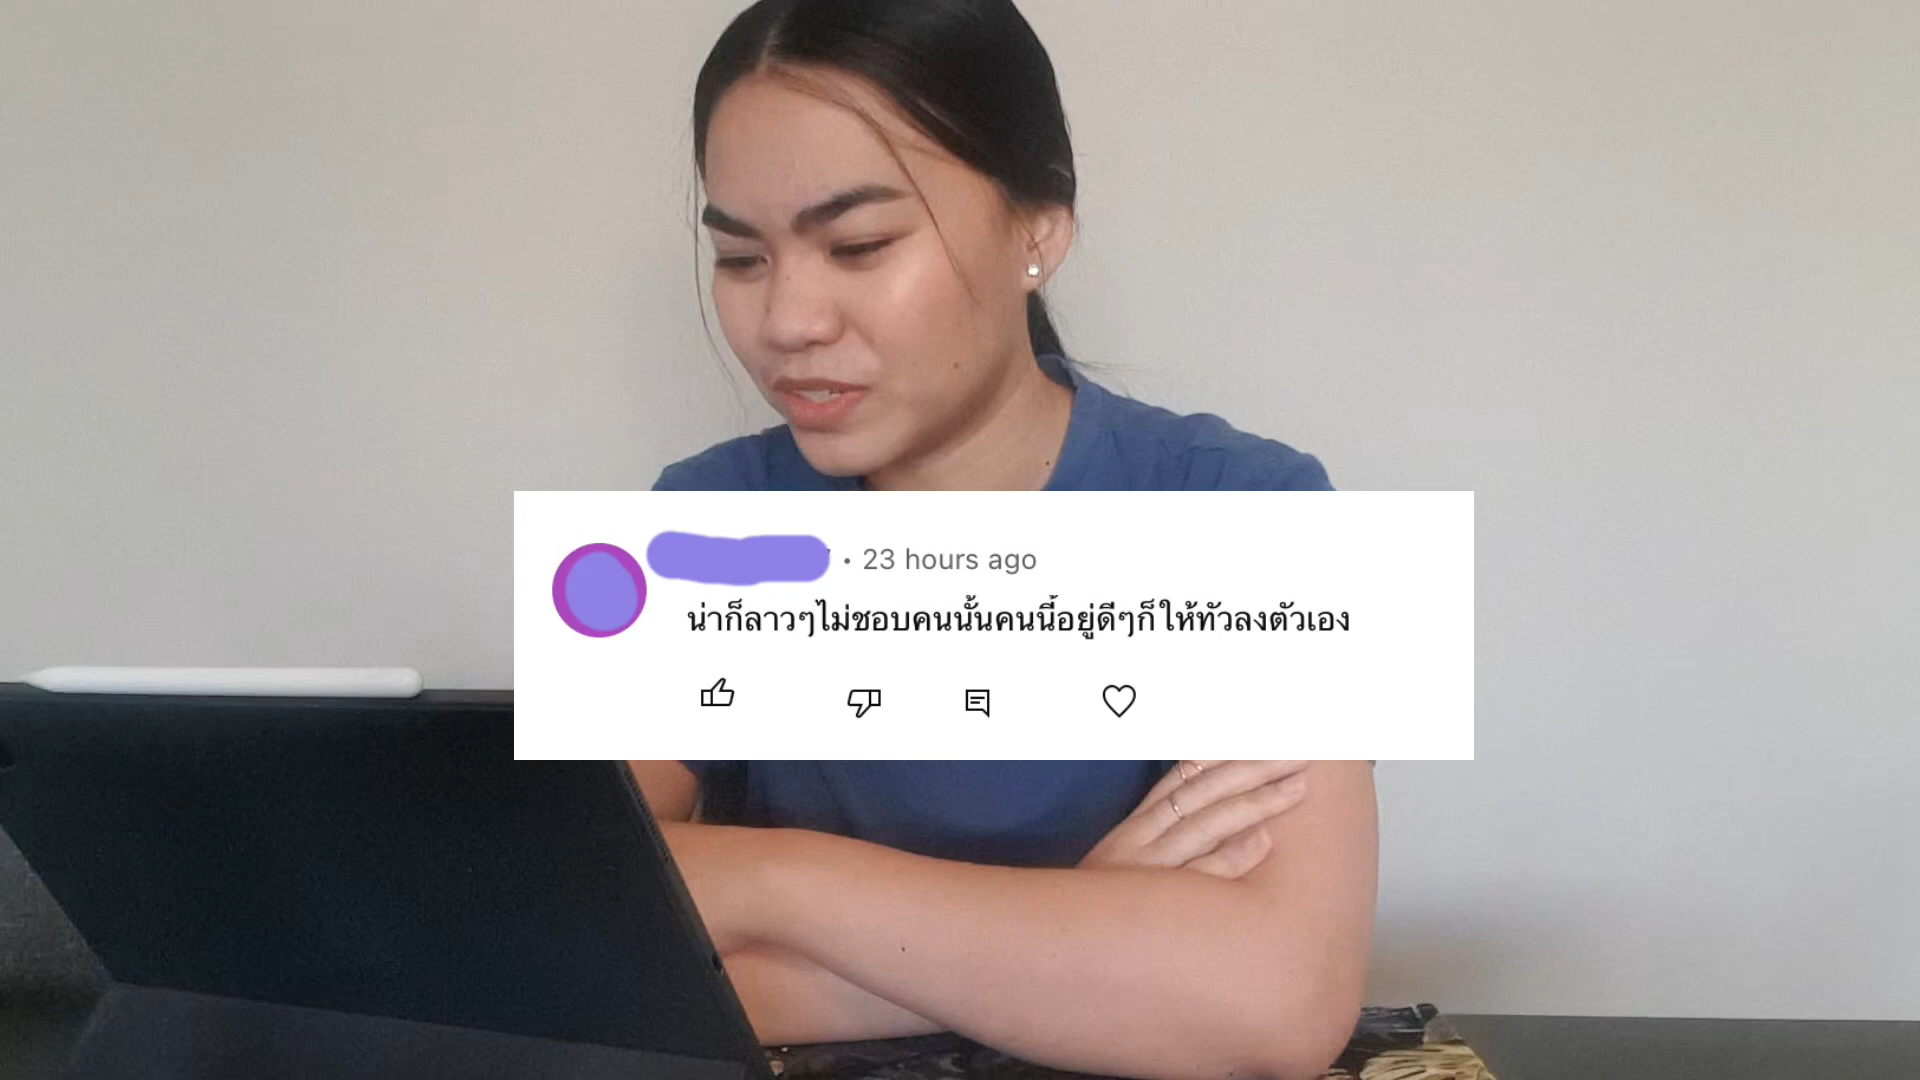 • 23 hours ago
น่าก็ลาวๆไม่ชอบคนนั้นคนนี้อยู่ดีๆก็ให้ทัวลงตัวเอง